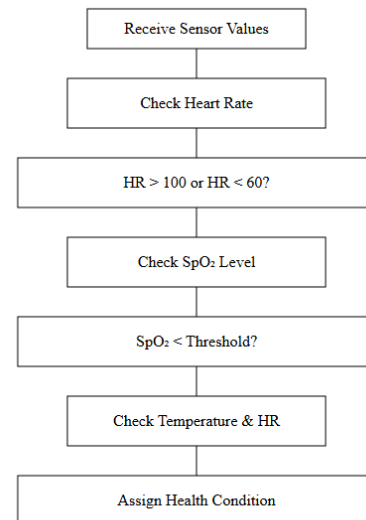 Receive Sensor Values
Check Heart Rate
HR > 100 or HR < 60?
Check SpO₂ Level
SpO₂ < Threshold?
Check Temperature & HR
Assign Health Condition